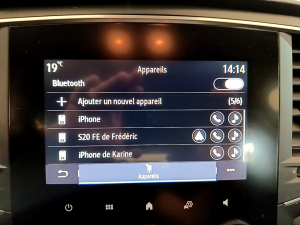 19°C Appareils 14:14
Bluetooth
Ajouter un nouvel appareil (5/6)
iPhone
S20 FE de Frédéric
iPhone de Karine
Appareils